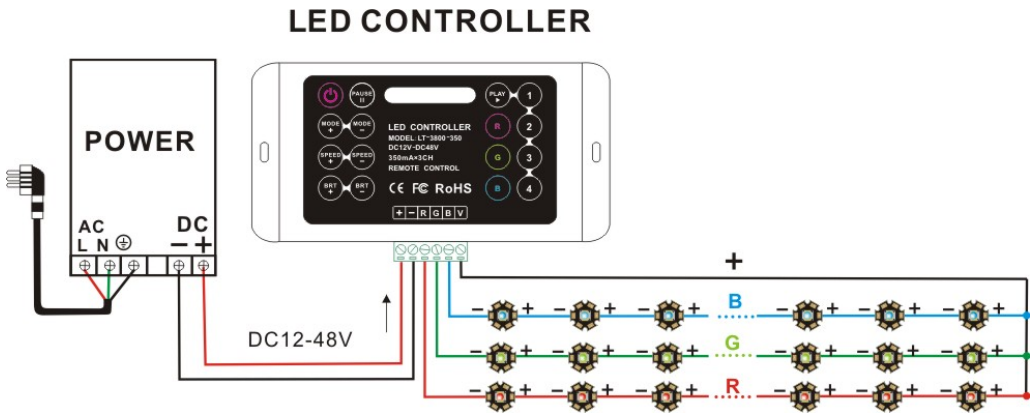 LED CONTROLLER
POWER
AC
L N
DC
− +
PAUSE
MODE + MODE −
SPEED + SPEED −
BRT + BRT −
LED CONTROLLER
MODEL: LT-3800-350
DC12V-DC48V
350mA×3CH
REMOTE CONTROL
CE FC RoHS
PLAY 1
R 2
G 3
B 4
+ − R G B V
DC12-48V
+
− + − + − + B − + − + − +
− + − + − + G − + − + − +
− + − + − + R − + − + − +